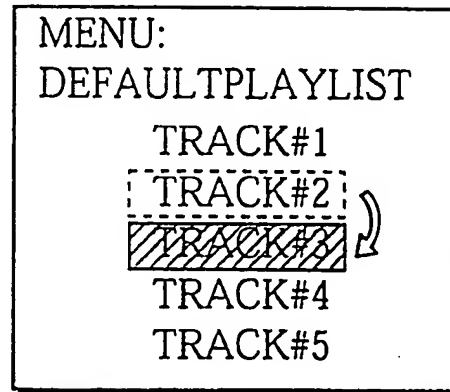 MENU:
DEFAULTPLAYLIST
TRACK#1
TRACK#2
TRACK#3
TRACK#4
TRACK#5